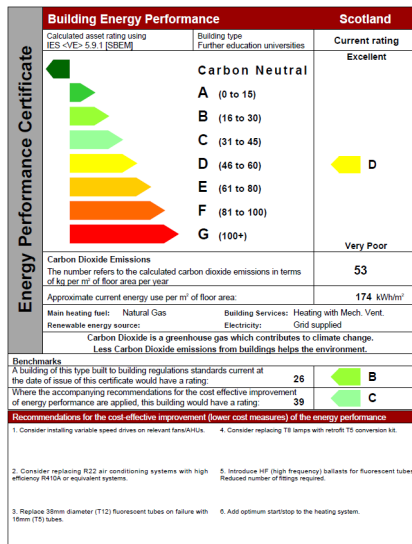 Energy Performance Certificate
Building Energy Performance
Scotland
Calculated asset rating using
IES <VE> 5.9.1 [SBEM]
Building type
Further education universities
Current rating
Excellent
Carbon Neutral
A (0 to 15)
B (16 to 30)
C (31 to 45)
D (46 to 60)
D
E (61 to 80)
F (81 to 100)
G (100+)
Very Poor
Carbon Dioxide Emissions
The number refers to the calculated carbon dioxide emissions in terms
of kg per m² of floor area per year
53
Approximate current energy use per m² of floor area:
174 kWh/m²
Main heating fuel: Natural Gas
Building Services: Heating with Mech. Vent.
Renewable energy source:
Electricity: Grid supplied
Carbon Dioxide is a greenhouse gas which contributes to climate change.
Less Carbon Dioxide emissions from buildings helps the environment.
Benchmarks
A building of this type built to building regulations standards current at
the date of issue of this certificate would have a rating: 26
B
Where the accompanying recommendations for the cost effective improvement
of energy performance are applied, this building would have a rating: 39
C
Recommendations for the cost-effective improvement (lower cost measures) of the energy performance
1. Consider installing variable speed drives on relevant fans/AHUs.
4. Consider replacing T8 lamps with retrofit T5 conversion kit.
2. Consider replacing R22 air conditioning systems with high
efficiency R410A or equivalent systems.
5. Introduce HF (high frequency) ballasts for fluorescent tubes
Reduced number of fittings required.
3. Replace 38mm diameter (T12) fluorescent tubes on failure with
16mm (T5) tubes.
6. Add optimum start/stop to the heating system.